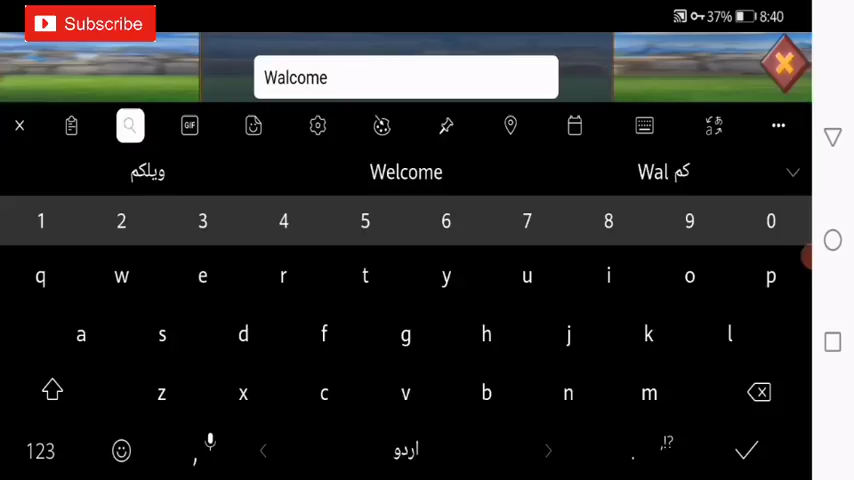 Subscribe
37% 8:40
Walcome
GIF
ویلکم Welcome Wal کم
1 2 3 4 5 6 7 8 9 0
q w e r t y u i o p
a s d f g h j k l
z x c v b n m
123 , < اردو > . ,!?